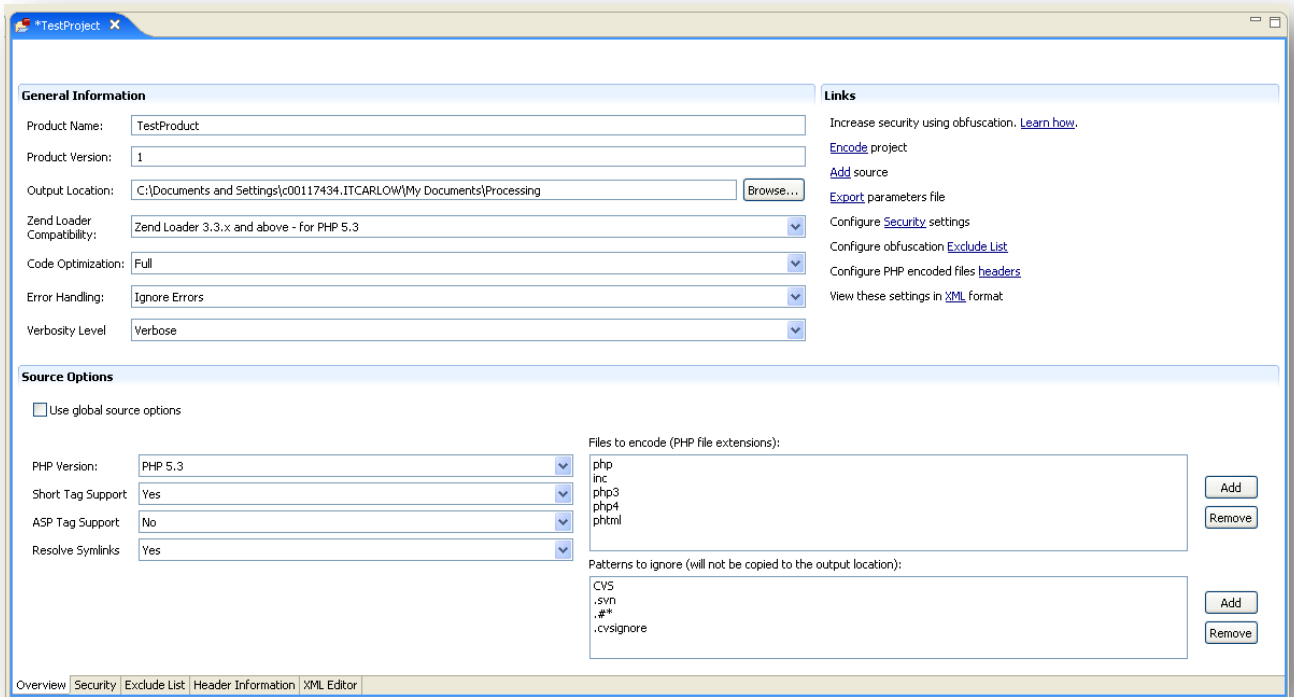 *TestProject
General Information
Product Name: TestProduct
Product Version: 1
Output Location: C:\Documents and Settings\c00117434.ITCARLOW\My Documents\Processing Browse...
Zend Loader
Compatibility: Zend Loader 3.3.x and above - for PHP 5.3
Code Optimization: Full
Error Handling: Ignore Errors
Verbosity Level Verbose
Links
Increase security using obfuscation. Learn how.
Encode project
Add source
Export parameters file
Configure Security settings
Configure obfuscation Exclude List
Configure PHP encoded files headers
View these settings in XML format
Source Options
Use global source options
PHP Version: PHP 5.3
Short Tag Support Yes
ASP Tag Support No
Resolve Symlinks Yes
Files to encode (PHP file extensions):
php
inc
php3
php4
phtml
Add
Remove
Patterns to ignore (will not be copied to the output location):
CVS
.svn
.#*
.cvsignore
Add
Remove
Overview Security Exclude List Header Information XML Editor